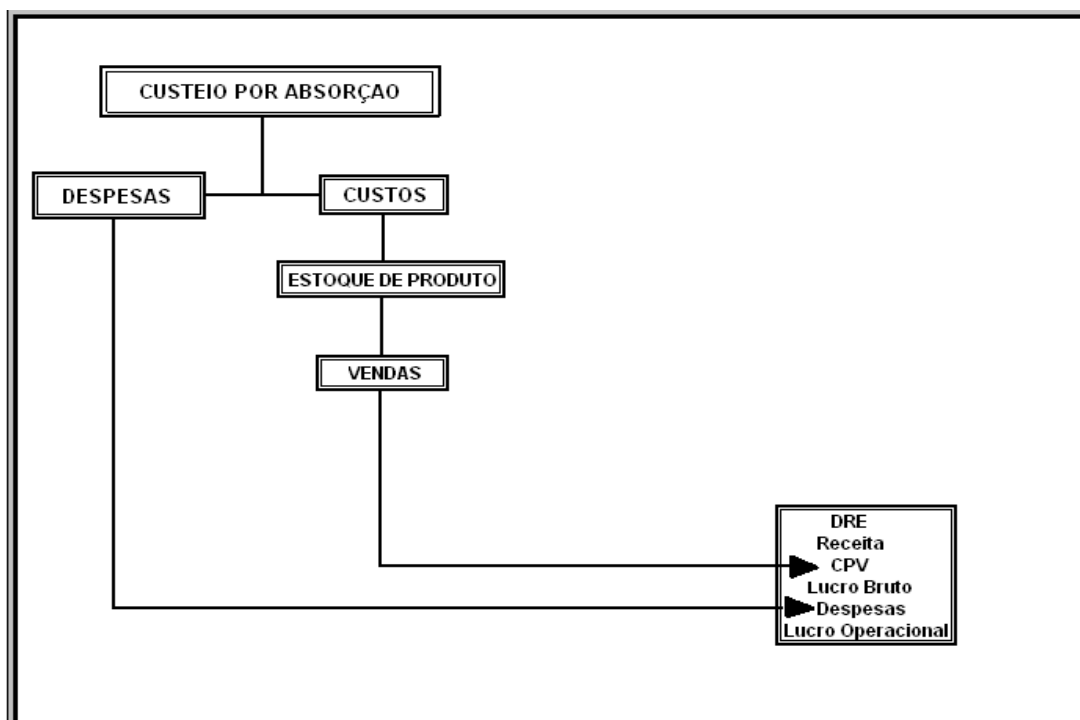 CUSTEIO POR ABSORÇAO
DESPESAS
CUSTOS
ESTOQUE DE PRODUTO
VENDAS
DRE
Receita
CPV
Lucro Bruto
Despesas
Lucro Operacional